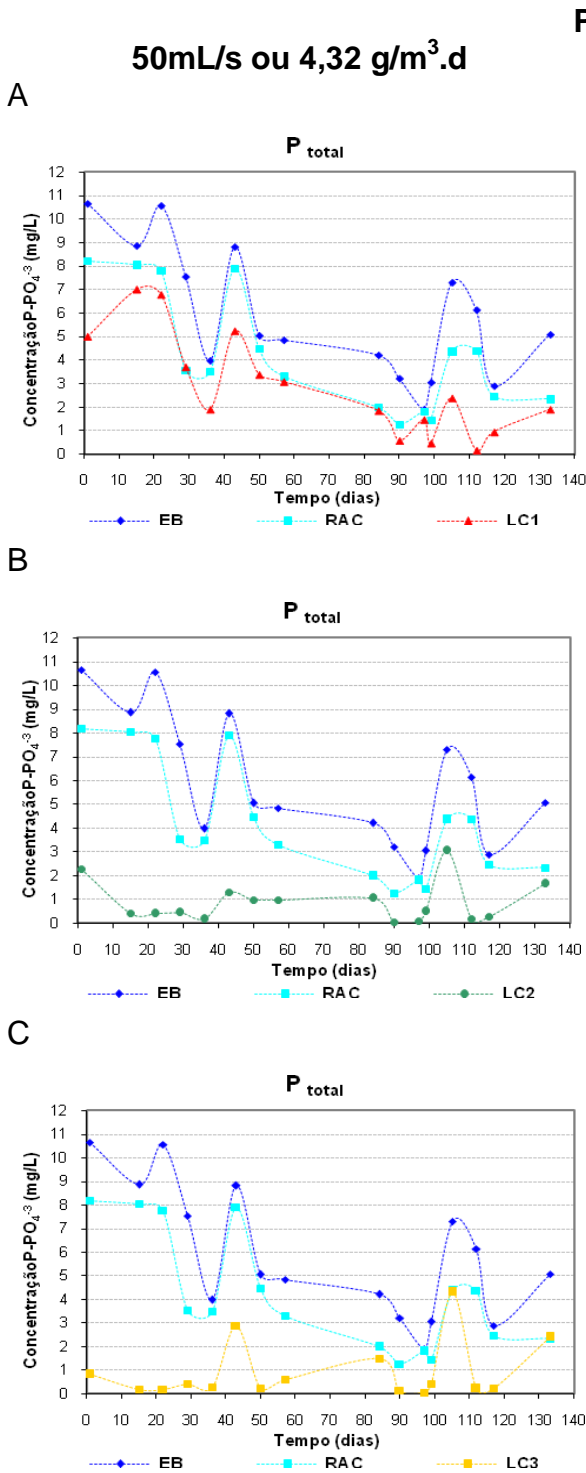 P
50mL/s ou 4,32 g/m³.d
A
P total
ConcentraçãoP-PO₄⁻³ (mg/L)
12
11
10
9
8
7
6
5
4
3
2
1
0
0 10 20 30 40 50 60 70 80 90 100 110 120 130 140
Tempo (dias)
EB RAC LC1
B
P total
ConcentraçãoP-PO₄⁻³ (mg/L)
12
11
10
9
8
7
6
5
4
3
2
1
0
0 10 20 30 40 50 60 70 80 90 100 110 120 130 140
Tempo (dias)
EB RAC LC2
C
P total
ConcentraçãoP-PO₄⁻³ (mg/L)
12
11
10
9
8
7
6
5
4
3
2
1
0
0 10 20 30 40 50 60 70 80 90 100 110 120 130 140
Tempo (dias)
EB RAC LC3